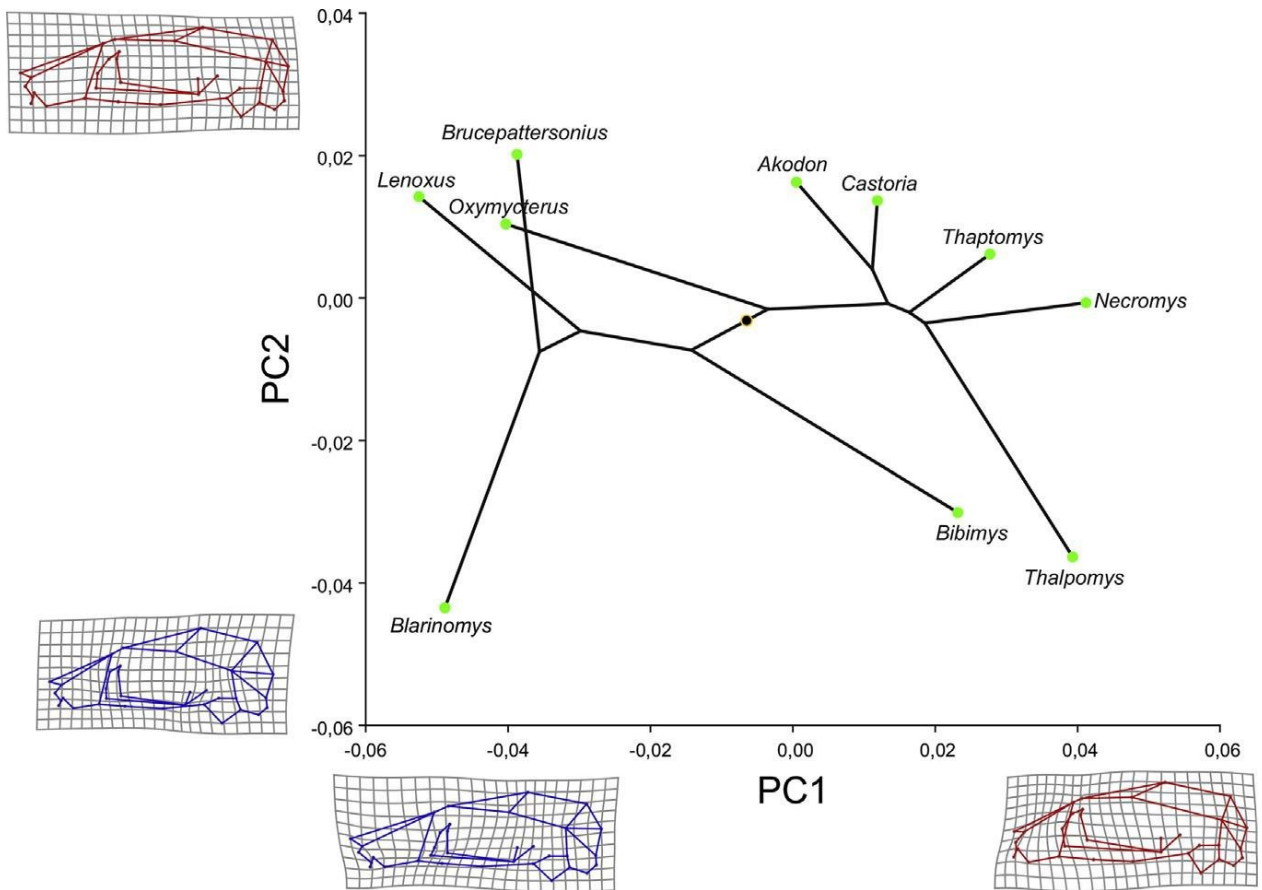 0,04
0,02
0,00
-0,02
-0,04
-0,06
PC2
Brucepattersonius
Lenoxus
Oxymycterus
Akodon
Castoria
Thaptomys
Necromys
Bibimys
Thalpomys
Blarinomys
-0,06 -0,04 -0,02 0,00 0,02 0,04 0,06
PC1